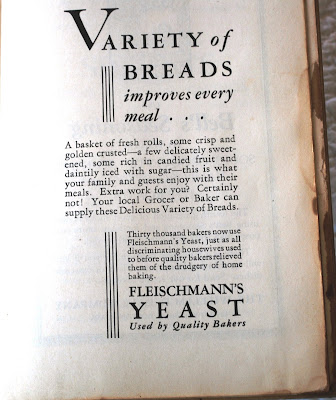 VARIETY of
BREADS
improves every
meal . . .
A basket of fresh rolls, some crisp and
golden crusted—a few delicately sweet-
ened, some rich in candied fruit and
daintily iced with sugar—this is what
your family and guests enjoy with their
meals. Extra work for you? Certainly
not! Your local Grocer or Baker can
supply these Delicious Variety of Breads.
Thirty thousand bakers now use
Fleischmann's Yeast, just as all
discriminating housewives used
to before quality bakers relieved
them of the drudgery of home
baking.
FLEISCHMANN'S
YEAST
Used by Quality Bakers